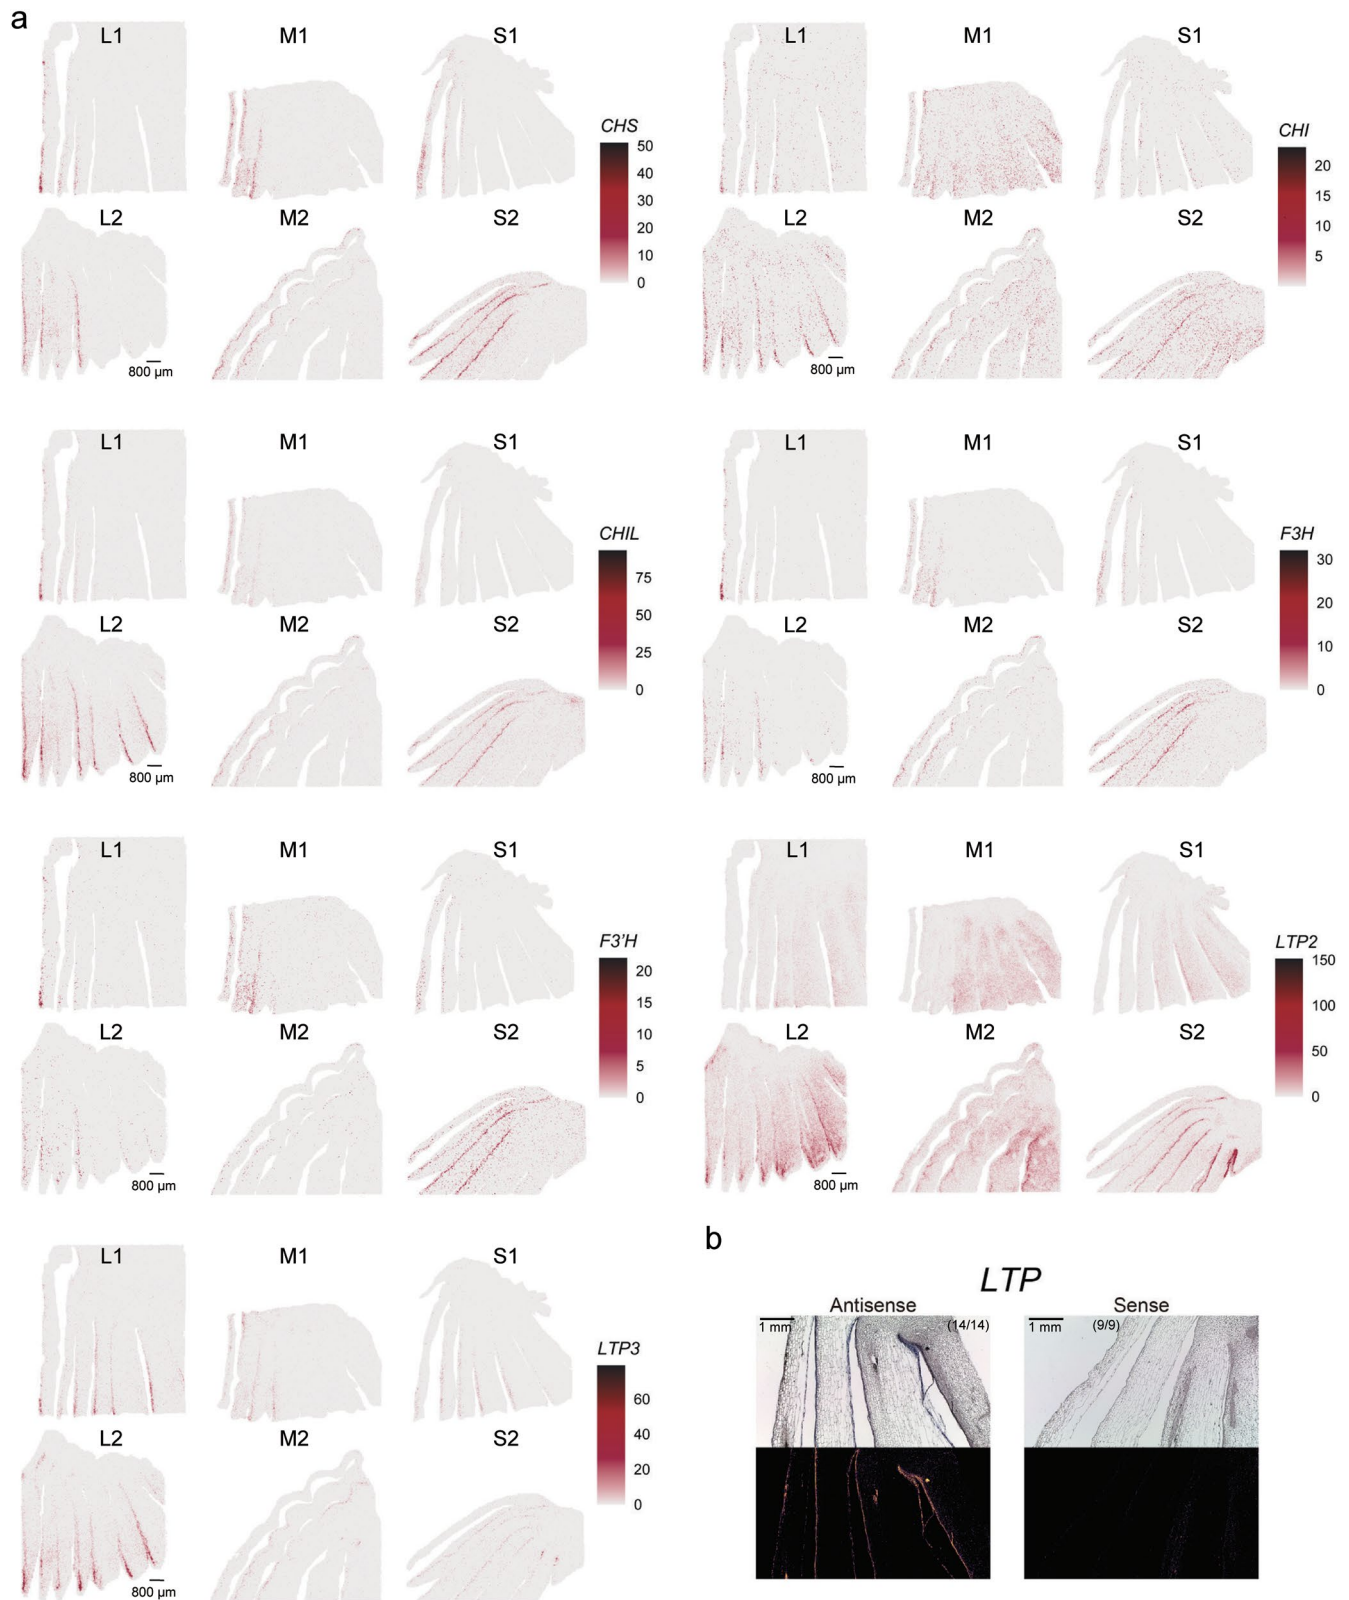 a
L1 M1 S1
CHS
50
40
30
20
10
0
L2 M2 S2
800 µm
L1 M1 S1
CHI
20
15
10
5
L2 M2 S2
800 µm
L1 M1 S1
CHIL
75
50
25
0
L2 M2 S2
800 µm
L1 M1 S1
F3H
30
20
10
0
L2 M2 S2
800 µm
L1 M1 S1
F3'H
20
15
10
5
0
L2 M2 S2
800 µm
L1 M1 S1
LTP2
150
100
50
0
L2 M2 S2
800 µm
L1 M1 S1
LTP3
60
40
20
0
L2 M2 S2
800 µm
b
LTP
Antisense Sense
1 mm (14/14) 1 mm (9/9)